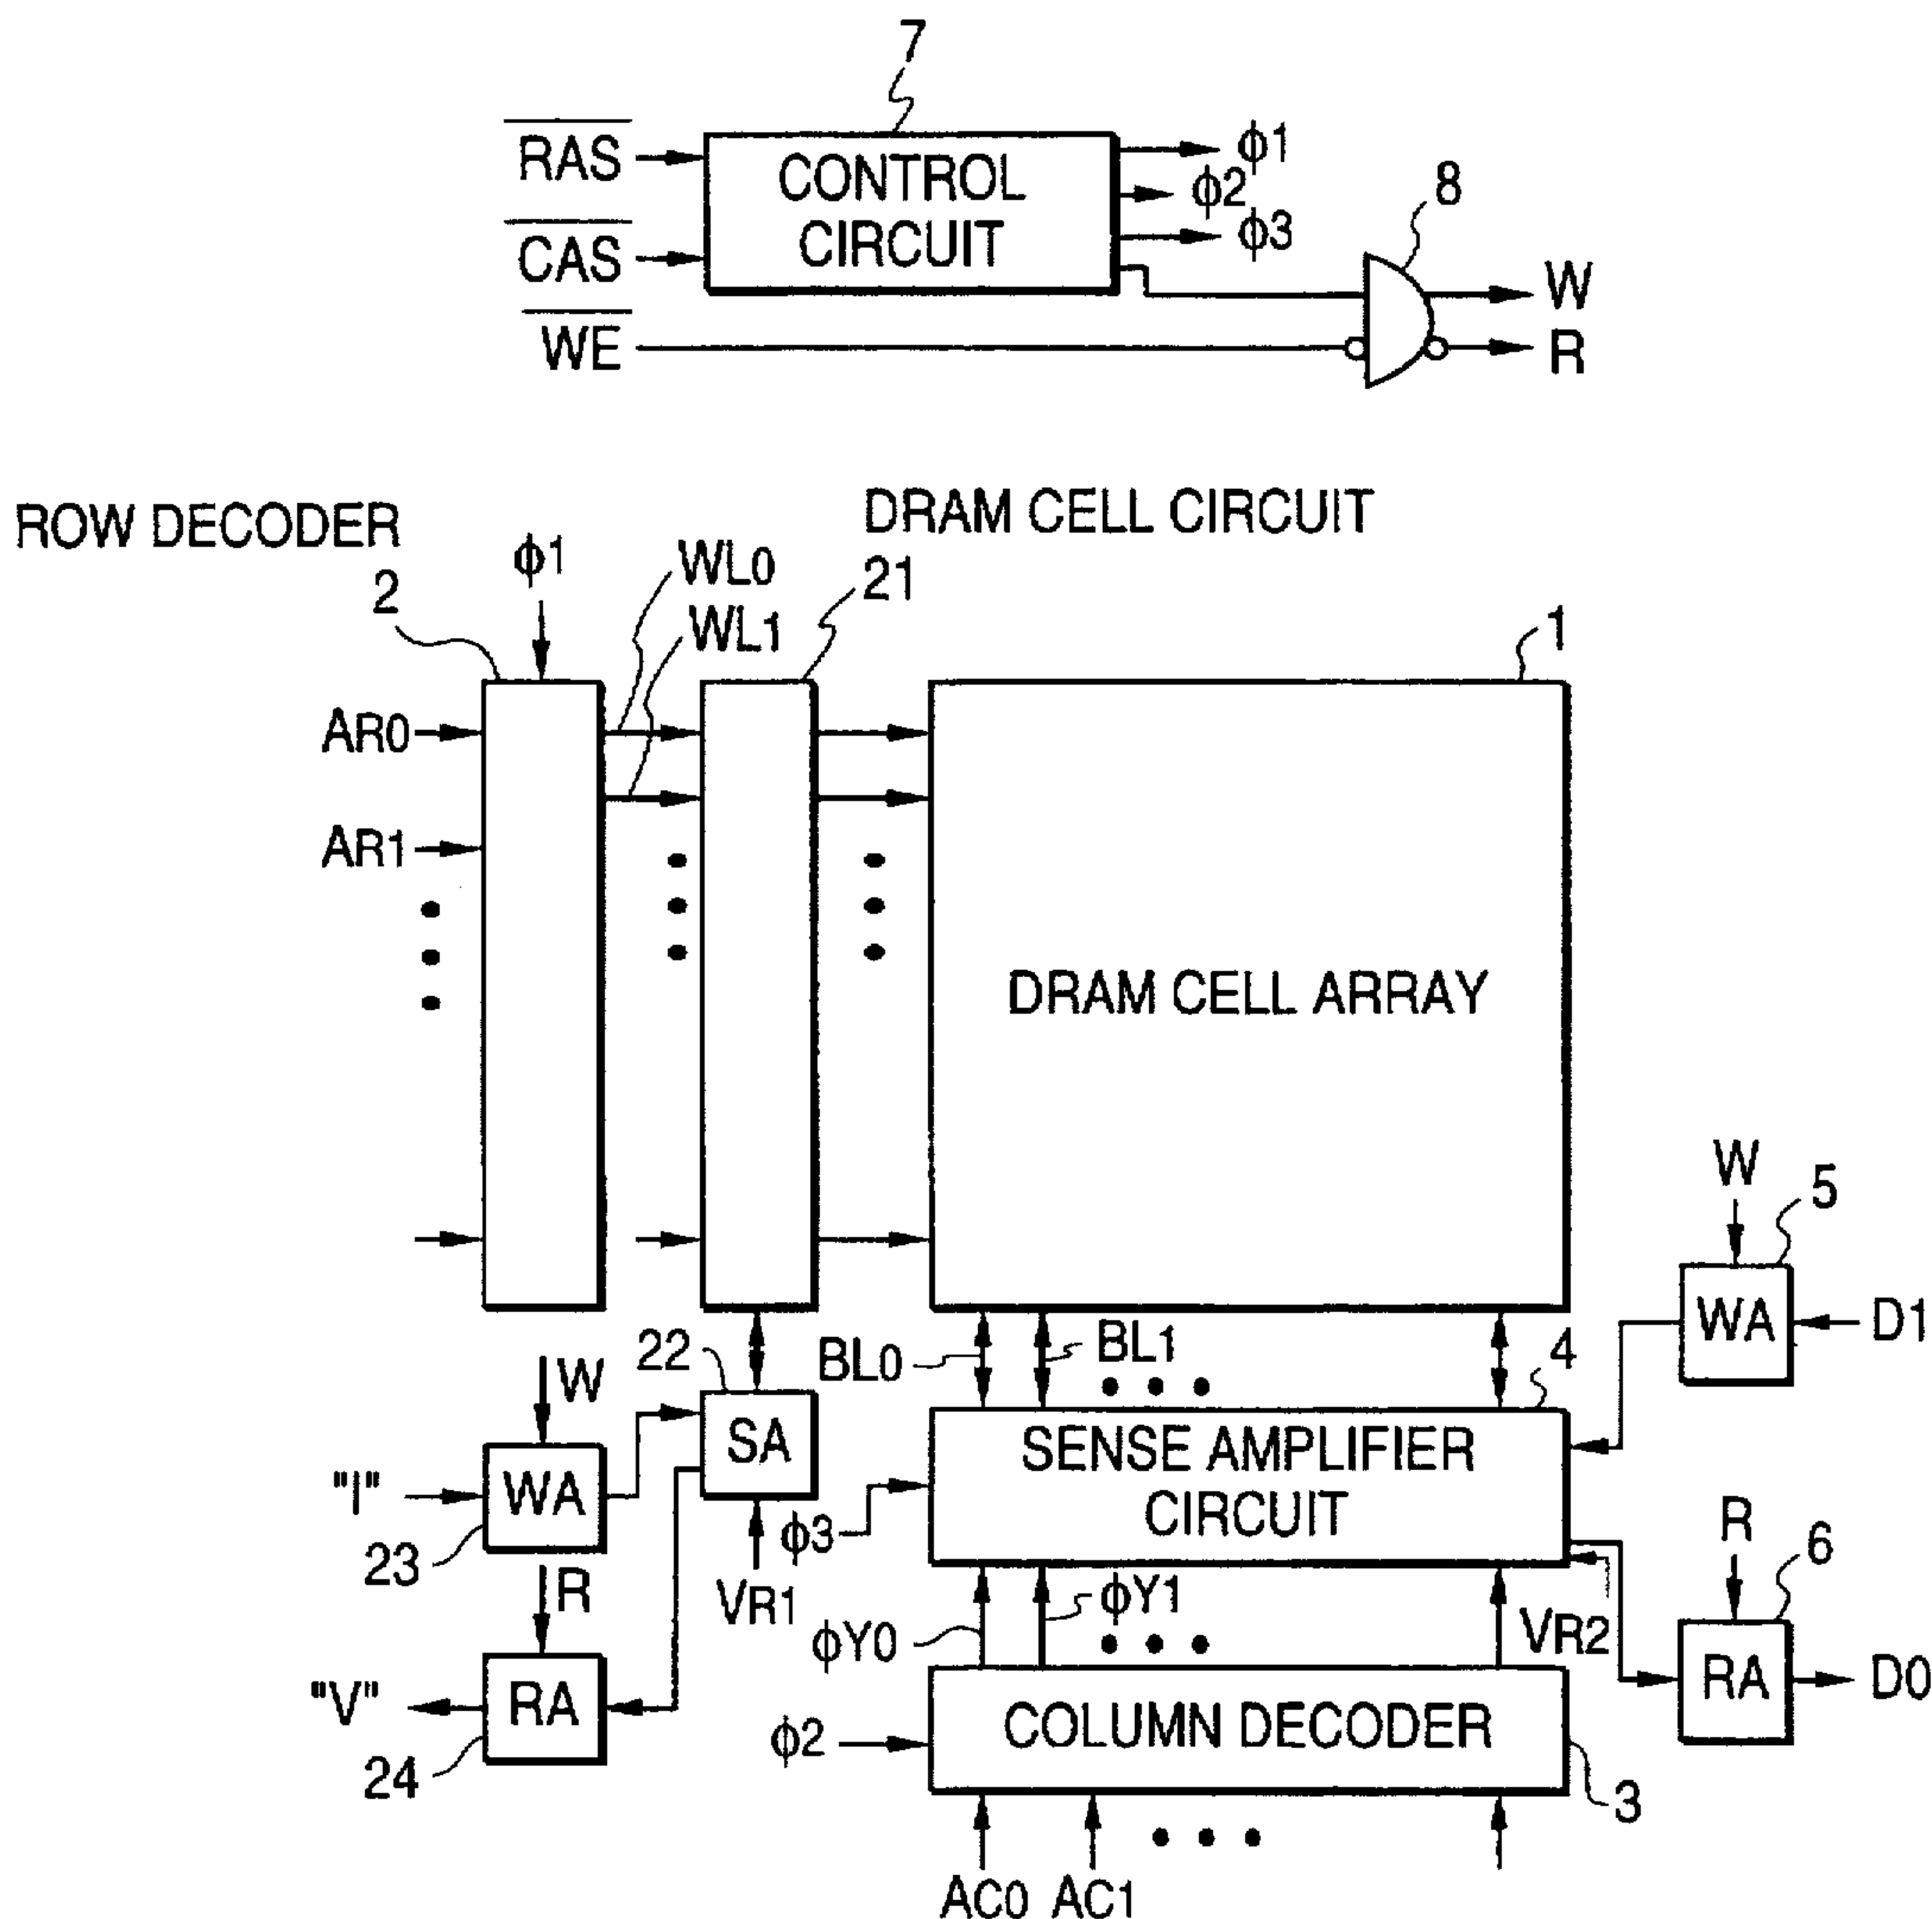 7
RAS
CAS
WE
CONTROL
CIRCUIT
ϕ1
ϕ2
ϕ3
8
W
R
ROW DECODER
2
ϕ1
WL0
WL1
DRAM CELL CIRCUIT
21
1
AR0
AR1
DRAM CELL ARRAY
W
5
WA
D1
22
BL0
BL1
4
W
SA
"I"
WA
23
SENSE AMPLIFIER
CIRCUIT
ϕ3
R
VR1
ϕY0
ϕY1
VR2
R
6
RA
D0
"V"
RA
24
ϕ2
COLUMN DECODER
3
AC0
AC1